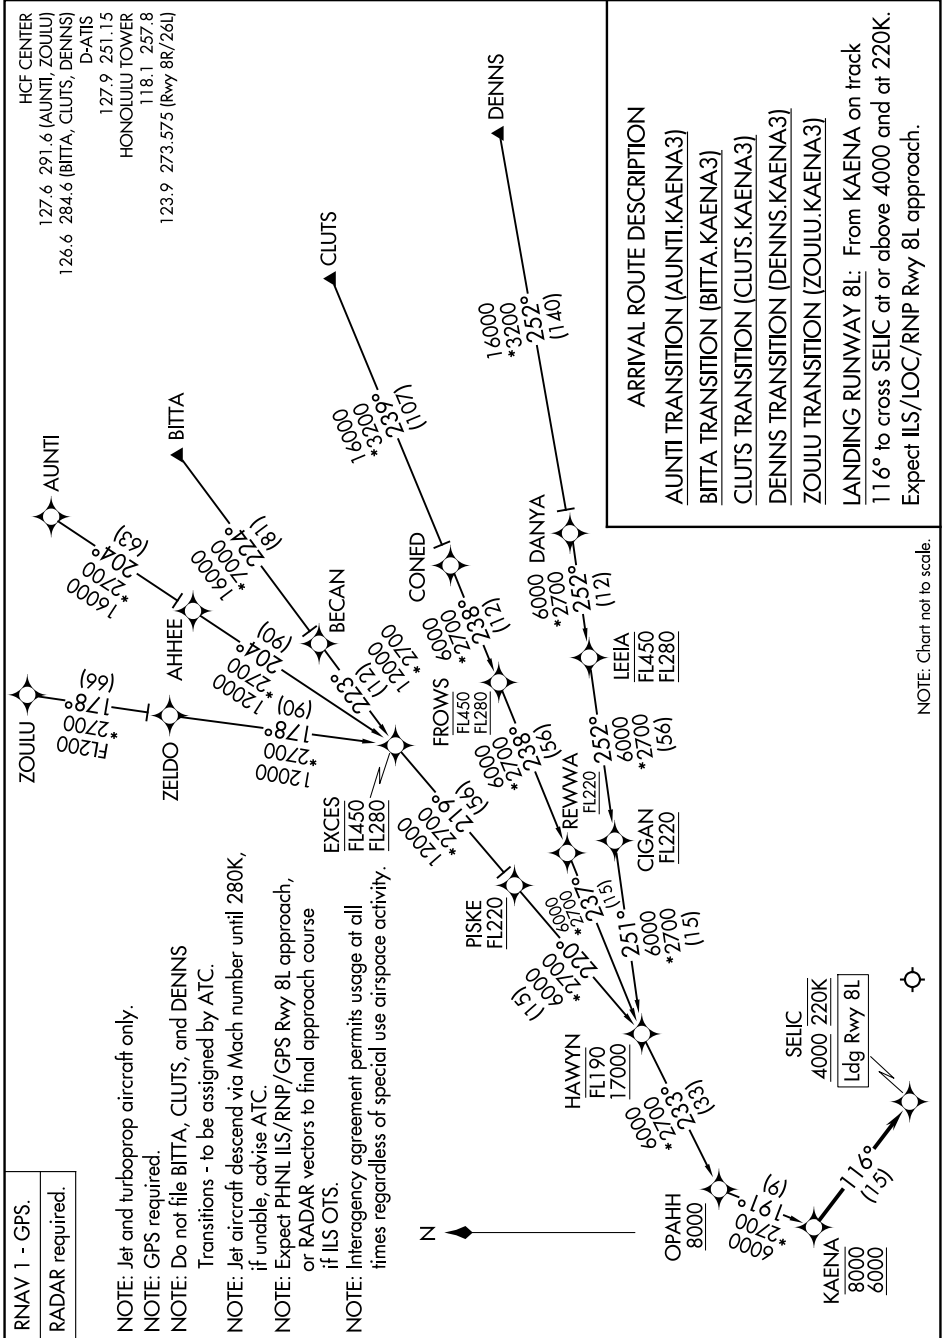 RNAV 1 - GPS.
RADAR required.
NOTE: Jet and turboprop aircraft only.
NOTE: GPS required.
NOTE: Do not file BITTA, CLUTS, and DENNS
Transitions - to be assigned by ATC.
NOTE: Jet aircraft descend via Mach number until 280K,
if unable, advise ATC.
NOTE: Expect PHNL ILS/RNP/GPS Rwy 8L approach,
or RADAR vectors to final approach course
if ILS OTS.
NOTE: Interagency agreement permits usage at all
times regardless of special use airspace activity.
HCF CENTER
127.6 291.6 (AUNTI, ZOULU)
126.6 284.6 (BITTA, CLUTS, DENNS)
D-ATIS
127.9 251.15
HONOLULU TOWER
118.1 257.8
123.9 273.575 (Rwy 8R/26L)
ZOULU
FL200
*2700
178°
(66)
ZELDO
12000
*2700
178°
(90)
AUNTI
16000
*2700
204°
(63)
AHHEE
12000
*2700
204°
(90)
BITTA
16000
*7000
224°
(81)
BECAN
223°
(12)
12000
*2700
EXCES
FL450
FL280
12000
*2700
219°
(56)
PISKE
FL220
(15)
6000
*2700
220°
CLUTS
16000
*3200
239°
(107)
CONED
6000
*2700
238°
(12)
FROWS
FL450
FL280
6000
*2700
238°
(56)
REWWA
FL220
6000
*2700
237°
(15)
DENNS
16000
*3200
252°
(140)
DANYA
6000
*2700
252°
(12)
LEEIA
FL450
FL280
252°
6000
*2700
(56)
CIGAN
FL220
251°
6000
*2700
(15)
HAWYN
FL190
17000
6000
*2700
233°
(33)
OPAHH
8000
6000
*2700
191°
(9)
KAENA
8000
6000
116°
(15)
SELIC
4000 220K
Ldg Rwy 8L
N
NOTE: Chart not to scale.
ARRIVAL ROUTE DESCRIPTION
AUNTI TRANSITION (AUNTI.KAENA3)
BITTA TRANSITION (BITTA.KAENA3)
CLUTS TRANSITION (CLUTS.KAENA3)
DENNS TRANSITION (DENNS.KAENA3)
ZOULU TRANSITION (ZOULU.KAENA3)
LANDING RUNWAY 8L: From KAENA on track
116° to cross SELIC at or above 4000 and at 220K.
Expect ILS/LOC/RNP Rwy 8L approach.